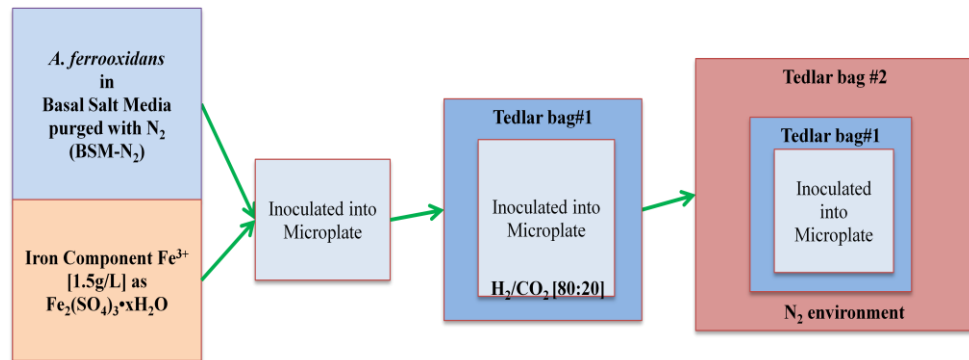 A. ferrooxidans
in
Basal Salt Media
purged with N₂
(BSM-N₂)
Iron Component Fe³⁺
[1.5g/L] as
Fe₂(SO₄)₃•xH₂O
Inoculated into
Microplate
Tedlar bag#1
Inoculated into
Microplate
H₂/CO₂ [80:20]
Tedlar bag #2
Tedlar bag#1
Inoculated
into
Microplate
N₂ environment